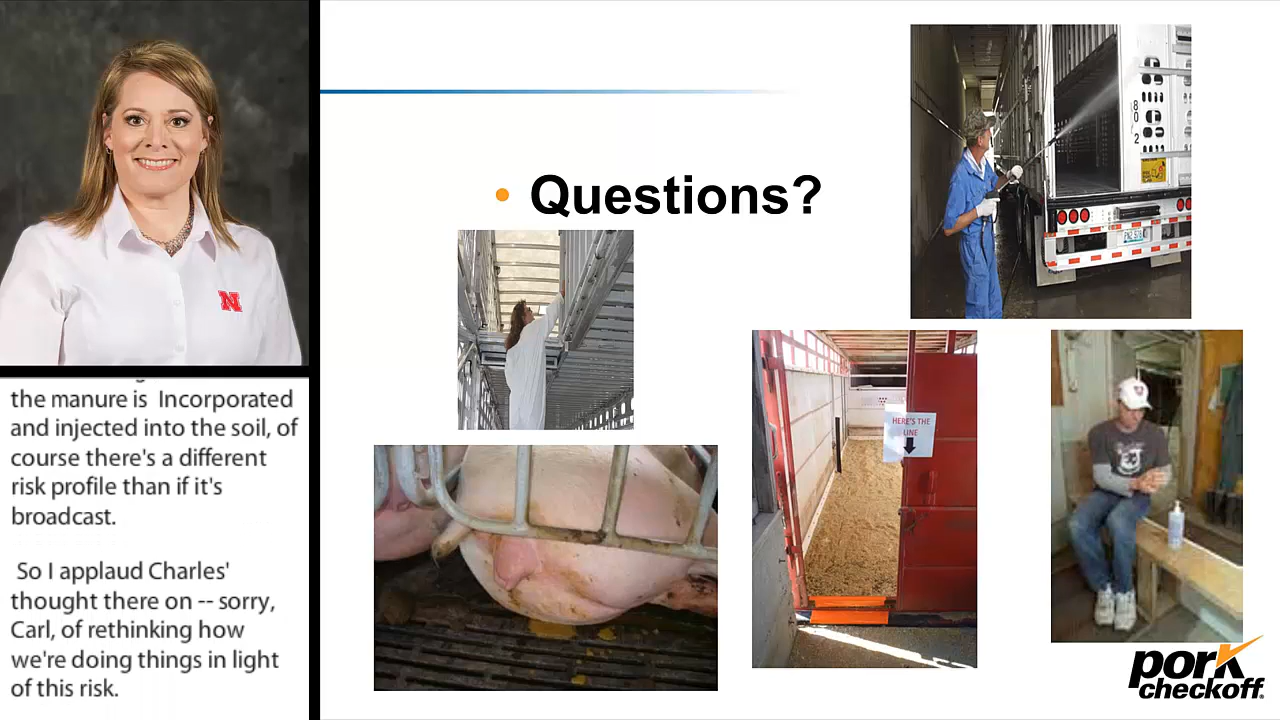 N
the manure is Incorporated
and injected into the soil, of
course there's a different
risk profile than if it's
broadcast.
So I applaud Charles'
thought there on -- sorry,
Carl, of rethinking how
we're doing things in light
of this risk.
• Questions?
802
HERE'S THE
LINE
pork
checkoff